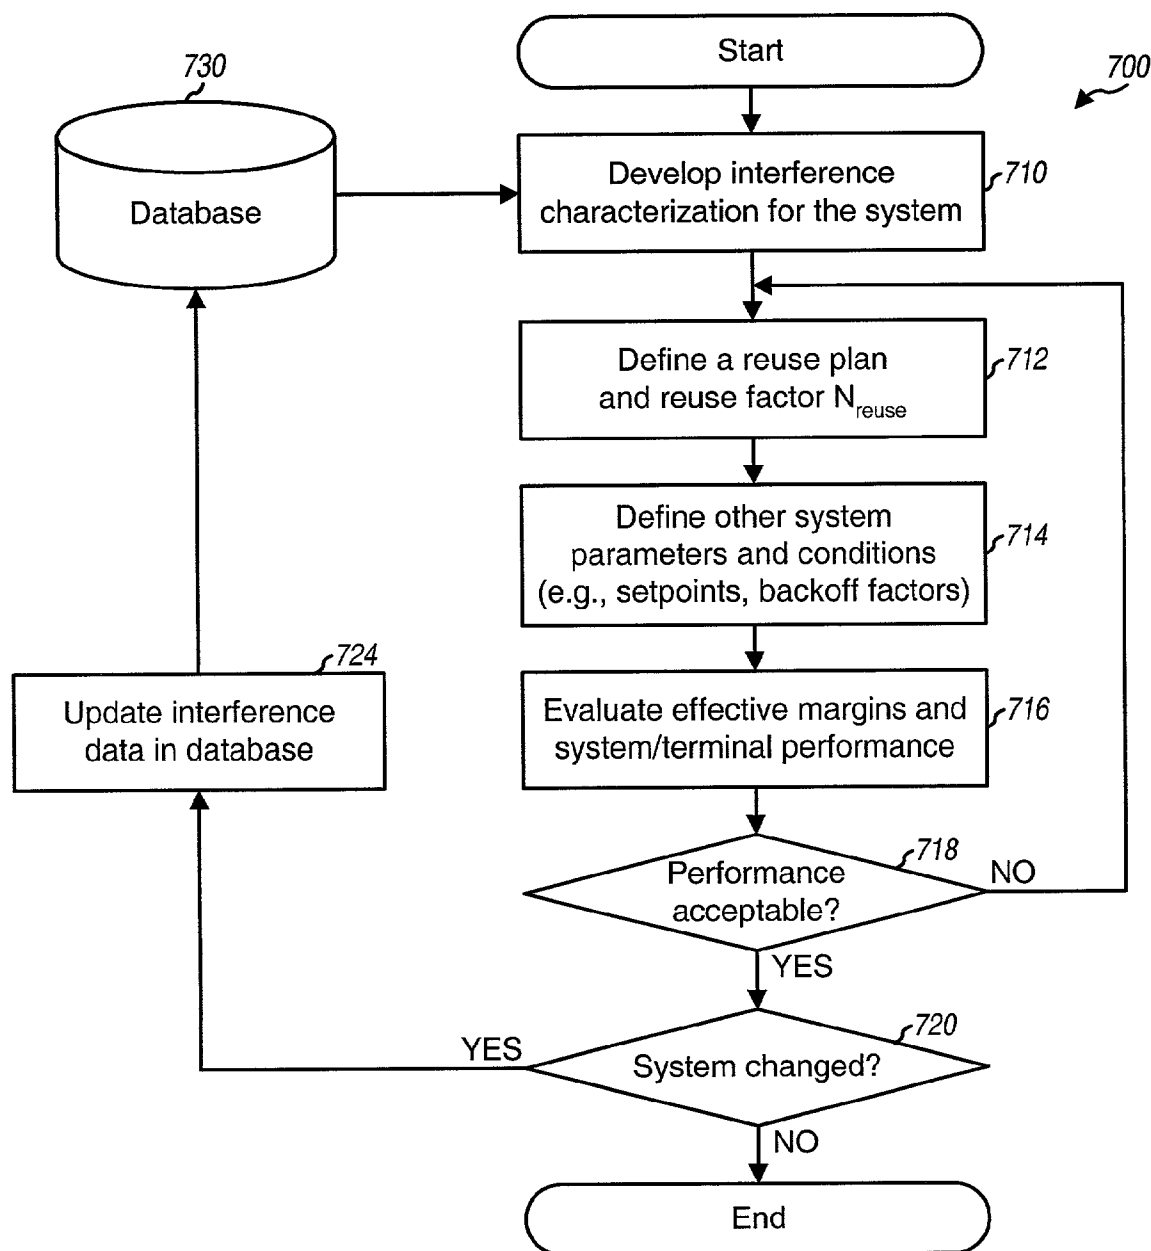 Start
730
700
Database
Develop interference
characterization for the system
710
Define a reuse plan
and reuse factor Nreuse
712
Define other system
parameters and conditions
(e.g., setpoints, backoff factors)
714
724
Update interference
data in database
Evaluate effective margins and
system/terminal performance
716
718
Performance
acceptable?
NO
YES
720
YES
System changed?
NO
End